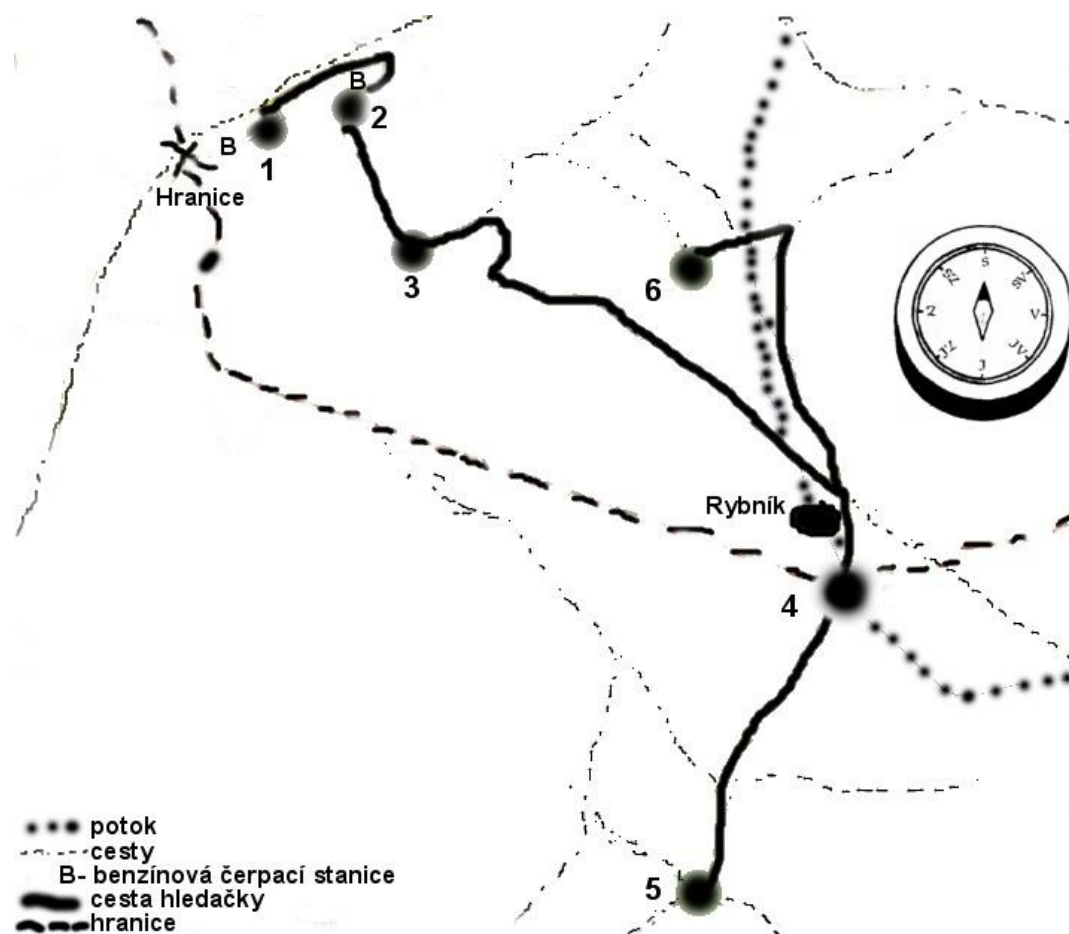 B
2
B
1
Hranice
3
6
S
SZ
SV
Z
V
JZ
JV
J
Rybník
4
5
potok
cesty
B- benzínová čerpací stanice
cesta hledačky
hranice